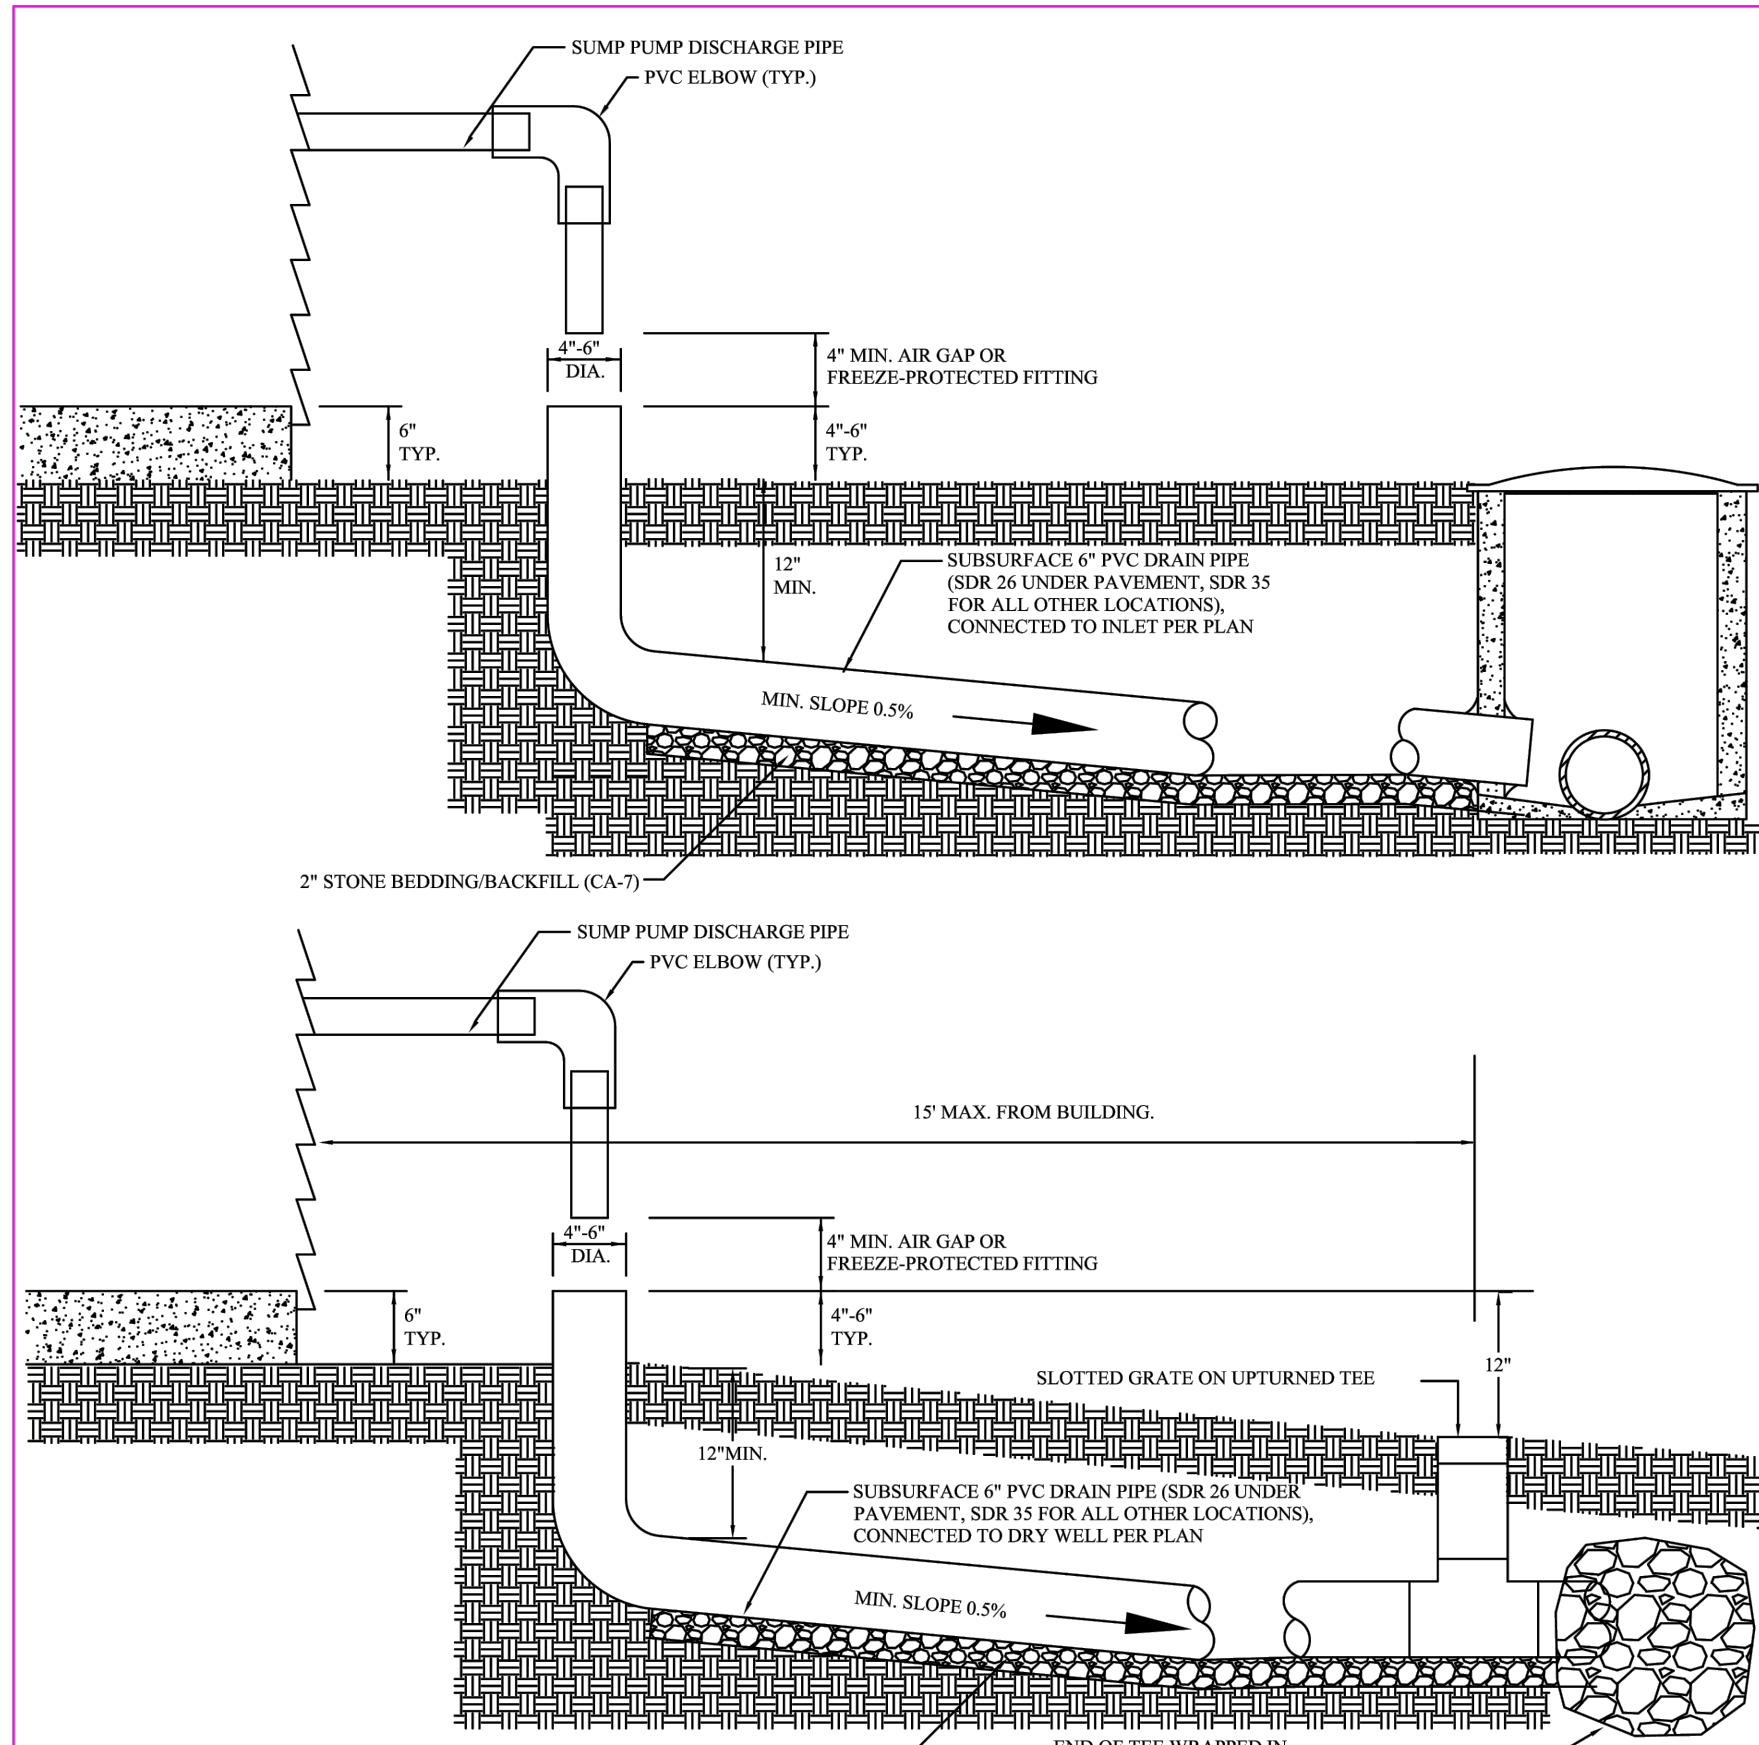 SUMP PUMP DISCHARGE PIPE
PVC ELBOW (TYP.)
4"-6"
DIA.
4" MIN. AIR GAP OR
FREEZE-PROTECTED FITTING
6"
TYP.
4"-6"
TYP.
12"
MIN.
SUBSURFACE 6" PVC DRAIN PIPE
(SDR 26 UNDER PAVEMENT, SDR 35
FOR ALL OTHER LOCATIONS),
CONNECTED TO INLET PER PLAN
MIN. SLOPE 0.5%
2" STONE BEDDING/BACKFILL (CA-7)
SUMP PUMP DISCHARGE PIPE
PVC ELBOW (TYP.)
15' MAX. FROM BUILDING.
4"-6"
DIA.
4" MIN. AIR GAP OR
FREEZE-PROTECTED FITTING
6"
TYP.
4"-6"
TYP.
12"
SLOTTED GRATE ON UPTURNED TEE
12"MIN.
SUBSURFACE 6" PVC DRAIN PIPE (SDR 26 UNDER
PAVEMENT, SDR 35 FOR ALL OTHER LOCATIONS),
CONNECTED TO DRY WELL PER PLAN
MIN. SLOPE 0.5%
END OF TEE WRAPPED IN